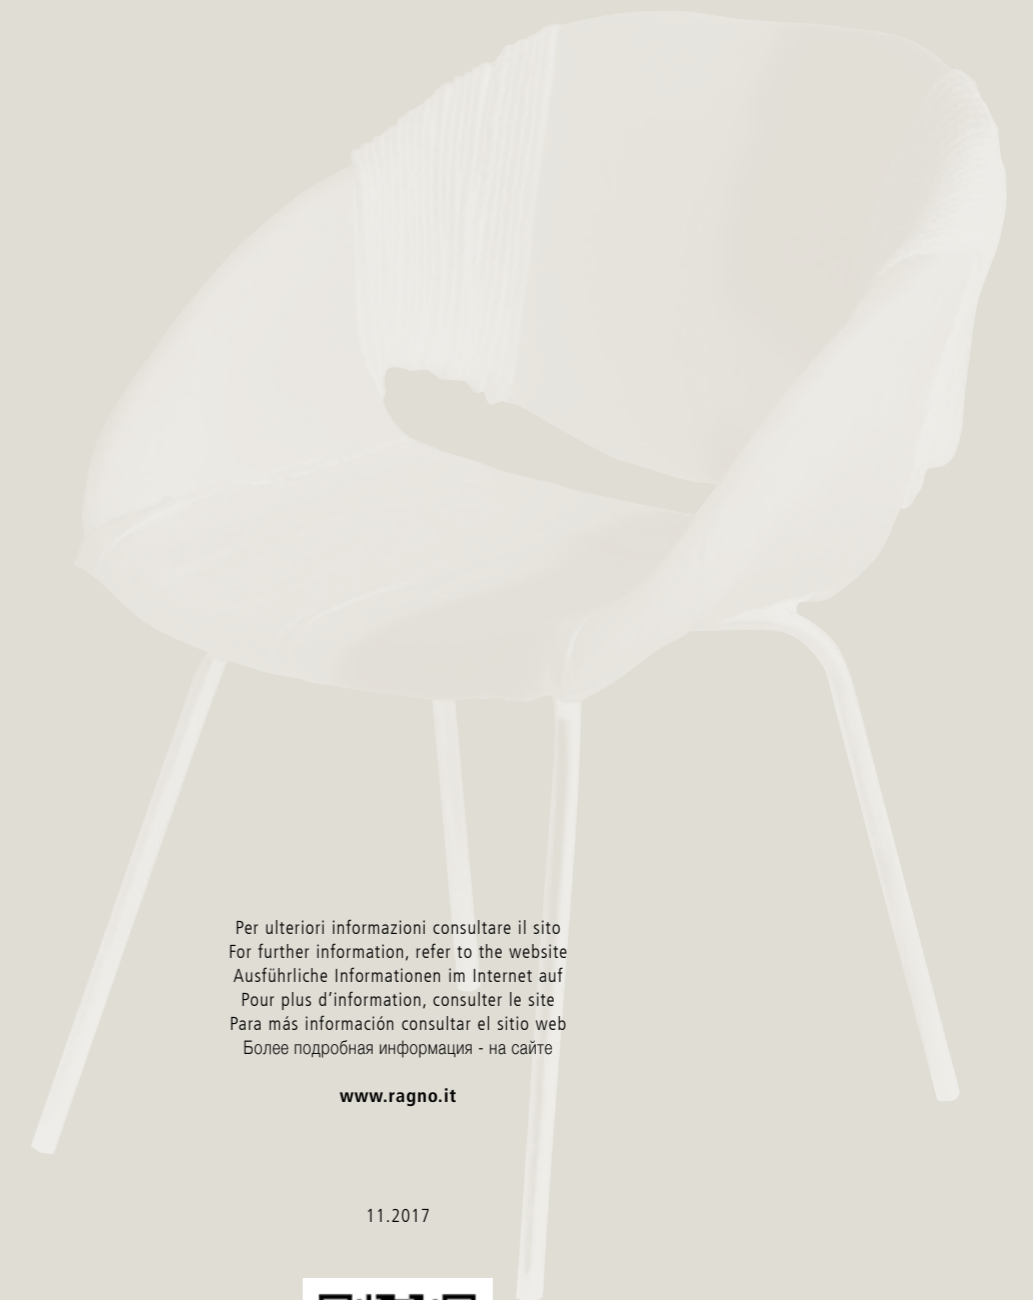 Per ulteriori informazioni consultare il sito
For further information, refer to the website
Ausführliche Informationen im Internet auf
Pour plus d’information, consulter le site
Para más información consultar el sitio web
Более подробная информация - на сайте
www.ragno.it
11.2017